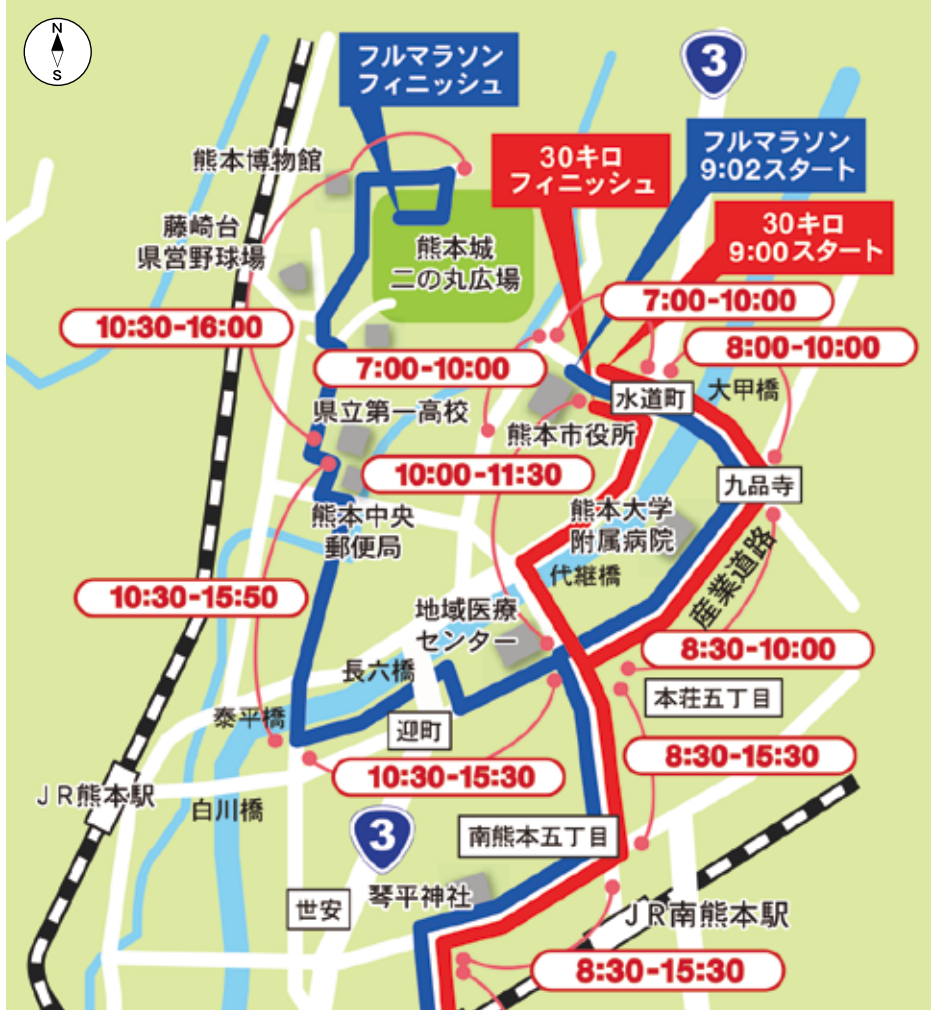 N
S
フルマラソン
フィニッシュ
3
熊本博物館
30キロ
フィニッシュ
フルマラソン
9:02スタート
藤崎台
県営野球場
熊本城
二の丸広場
30キロ
9:00スタート
10:30-16:00
7:00-10:00
7:00-10:00
8:00-10:00
県立第一高校
水道町
大甲橋
熊本市役所
10:00-11:30
九品寺
熊本中央
郵便局
熊本大学
附属病院
産業道路
代継橋
10:30-15:50
地域医療
センター
8:30-10:00
長六橋
本荘五丁目
泰平橋
迎町
10:30-15:30
8:30-15:30
JR熊本駅
白川橋
3
南熊本五丁目
世安
琴平神社
JR南熊本駅
8:30-15:30